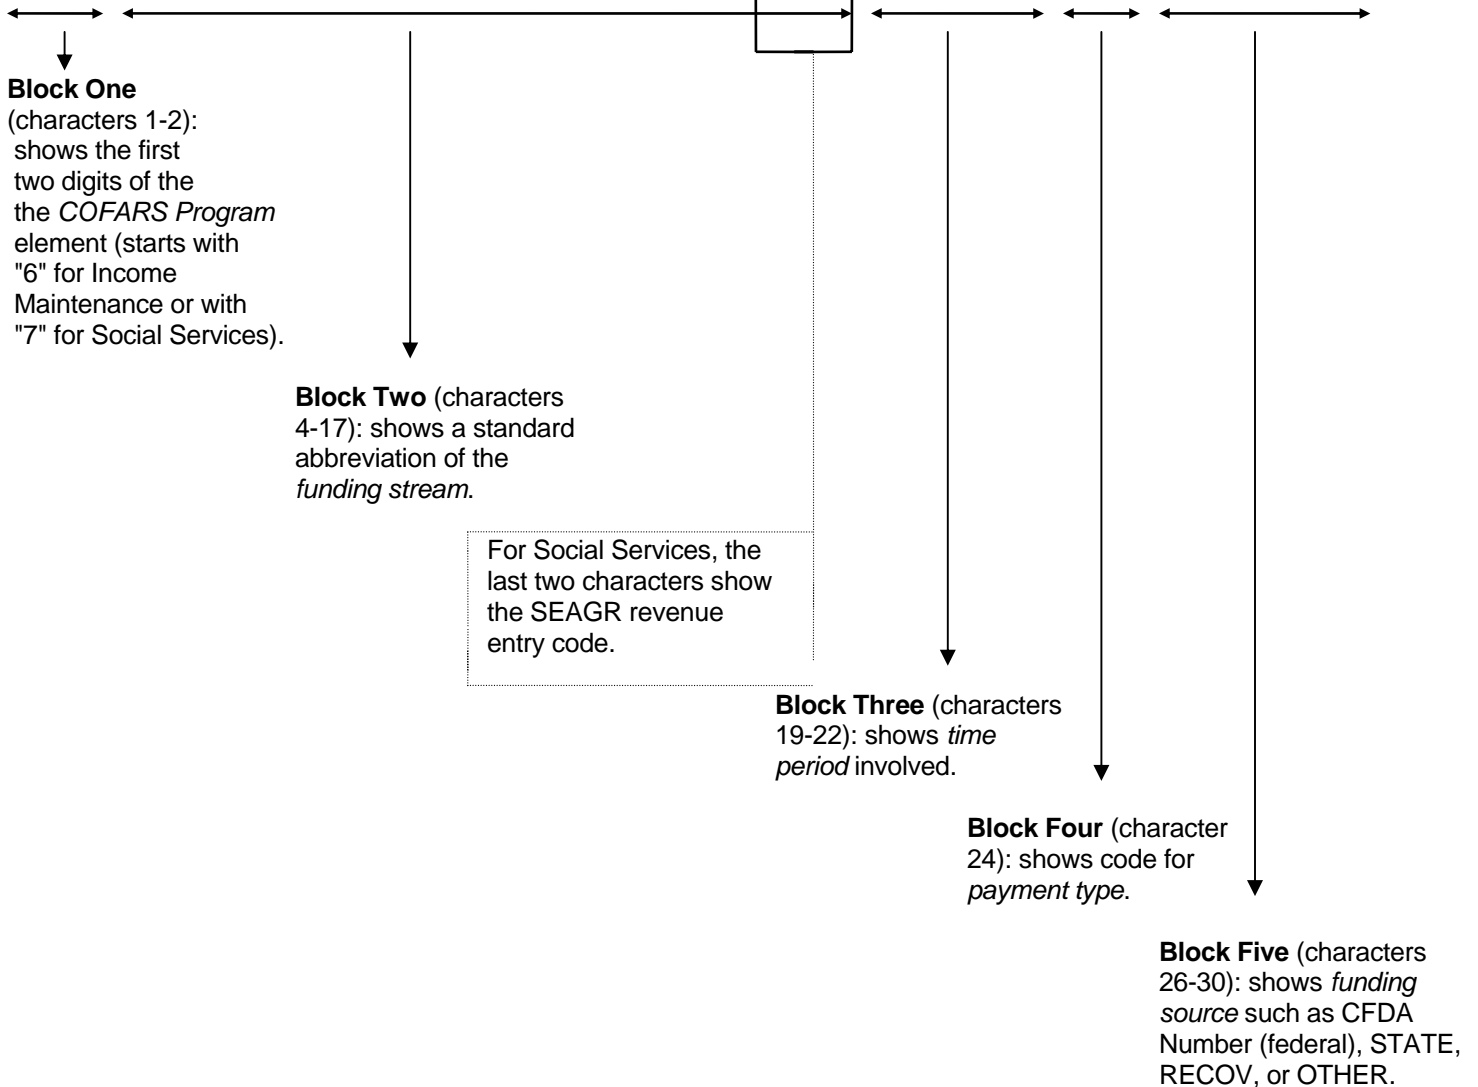 Block One
(characters 1-2):
shows the first
two digits of the
the COFARS Program
element (starts with
"6" for Income
Maintenance or with
"7" for Social Services).
Block Two (characters
4-17): shows a standard
abbreviation of the
funding stream.
For Social Services, the
last two characters show
the SEAGR revenue
entry code.
Block Three (characters
19-22): shows time
period involved.
Block Four (character
24): shows code for
payment type.
Block Five (characters
26-30): shows funding
source such as CFDA
Number (federal), STATE,
RECOV, or OTHER.